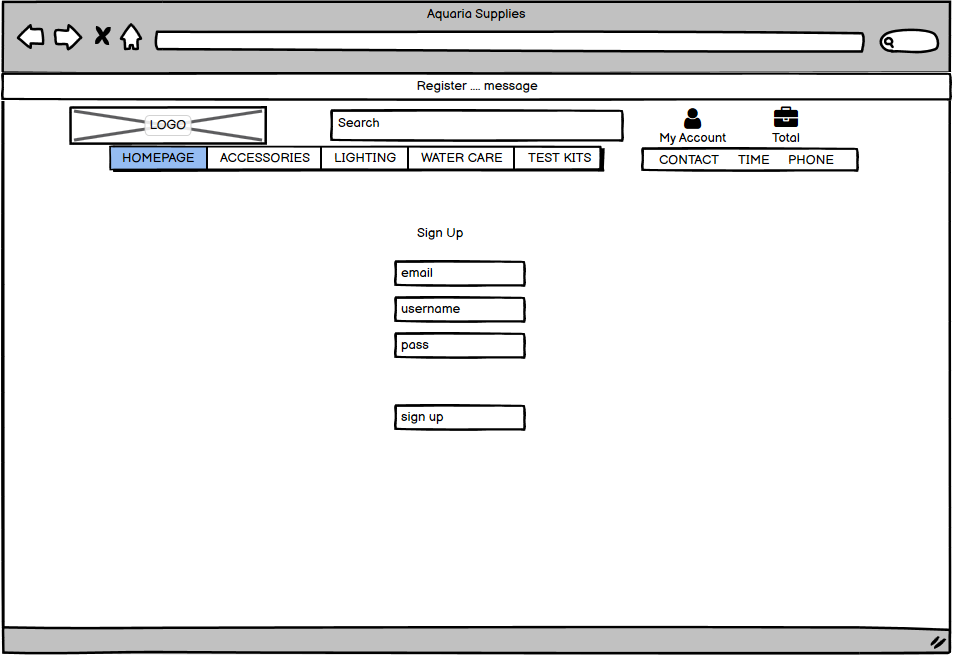 Aquaria Supplies
Register .... message
LOGO
Search
My Account
Total
HOMEPAGE ACCESSORIES LIGHTING WATER CARE TEST KITS
CONTACT TIME PHONE
Sign Up
email
username
pass
sign up